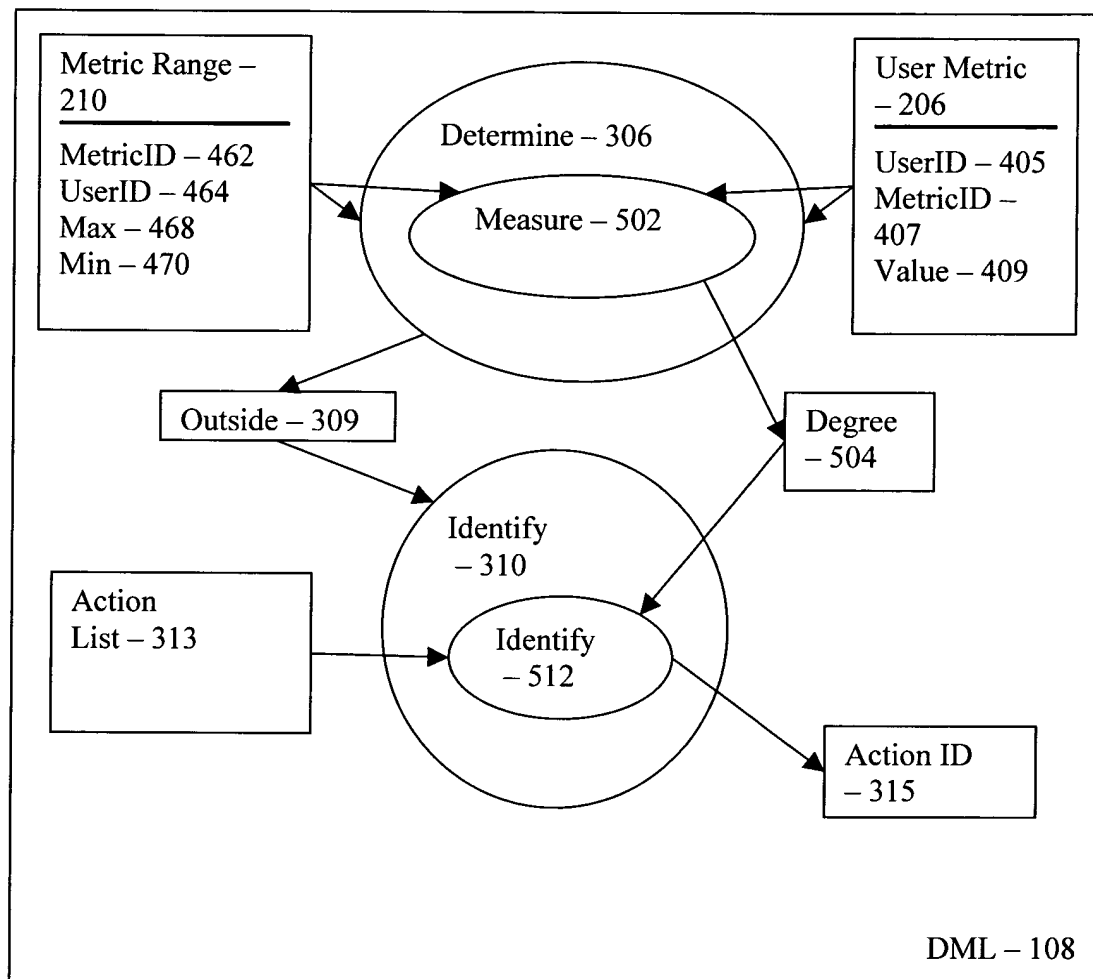 Metric Range –
210
MetricID – 462
UserID – 464
Max – 468
Min – 470
Determine – 306
Measure – 502
User Metric
– 206
UserID – 405
MetricID –
407
Value – 409
Outside – 309
Degree
– 504
Identify
– 310
Action
List – 313
Identify
– 512
Action ID
– 315
DML – 108